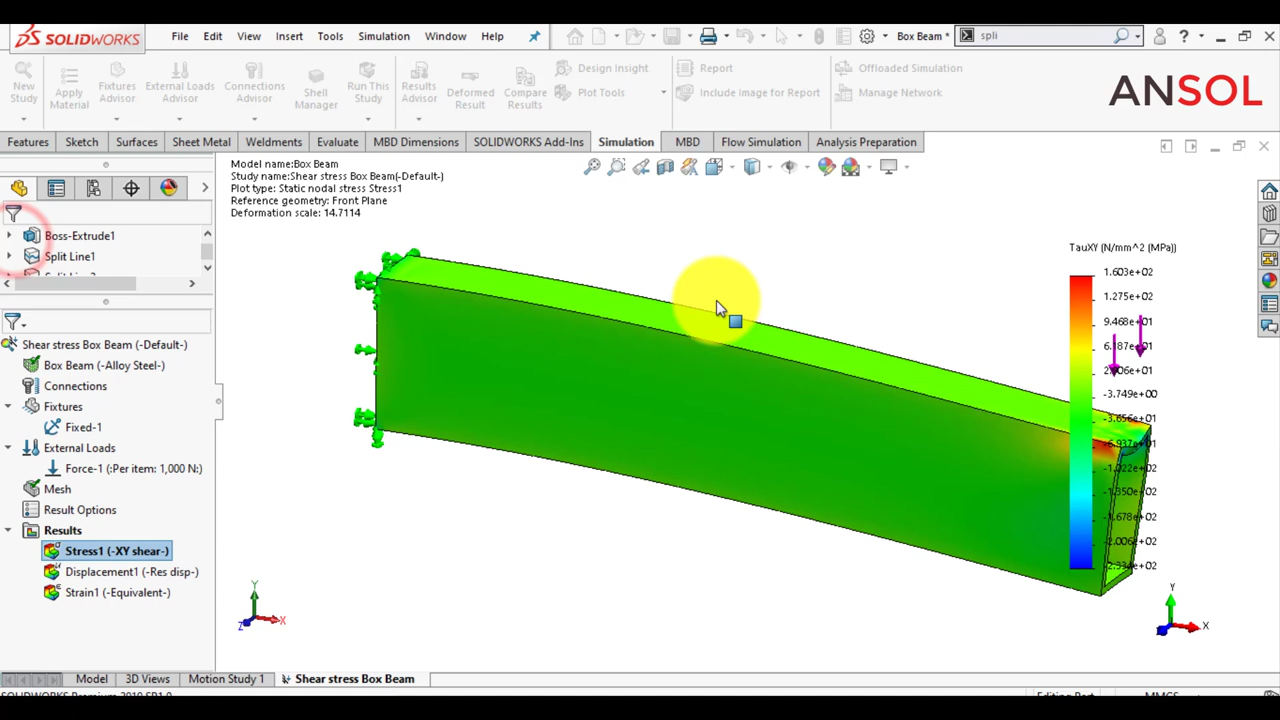 SOLIDWORKS
File Edit View Insert Tools Simulation Window Help
Box Beam *
spli
New Study
Apply Material
Fixtures Advisor
External Loads Advisor
Connections Advisor
Shell Manager
Run This Study
Results Advisor
Deformed Result
Compare Results
Design Insight
Plot Tools
Report
Include Image for Report
Offloaded Simulation
Manage Network
ANSOL
Features Sketch Surfaces Sheet Metal Weldments Evaluate MBD Dimensions SOLIDWORKS Add-Ins Simulation MBD Flow Simulation Analysis Preparation
Model name:Box Beam
Study name:Shear stress Box Beam(-Default-)
Plot type: Static nodal stress Stress1
Reference geometry: Front Plane
Deformation scale: 14.7114
Boss-Extrude1
Split Line1
Shear stress Box Beam (-Default-)
Box Beam (-Alloy Steel-)
Connections
Fixtures
Fixed-1
External Loads
Force-1 (:Per item: 1,000 N:)
Mesh
Result Options
Results
Stress1 (-XY shear-)
Displacement1 (-Res disp-)
Strain1 (-Equivalent-)
TauXY (N/mm^2 (MPa))
1.603e+02
1.275e+02
9.468e+01
-3.749e+00
-1.022e+02
-1.350e+02
-1.678e+02
-2.006e+02
Y
X
Z
Y
X
Model 3D Views Motion Study 1 Shear stress Box Beam